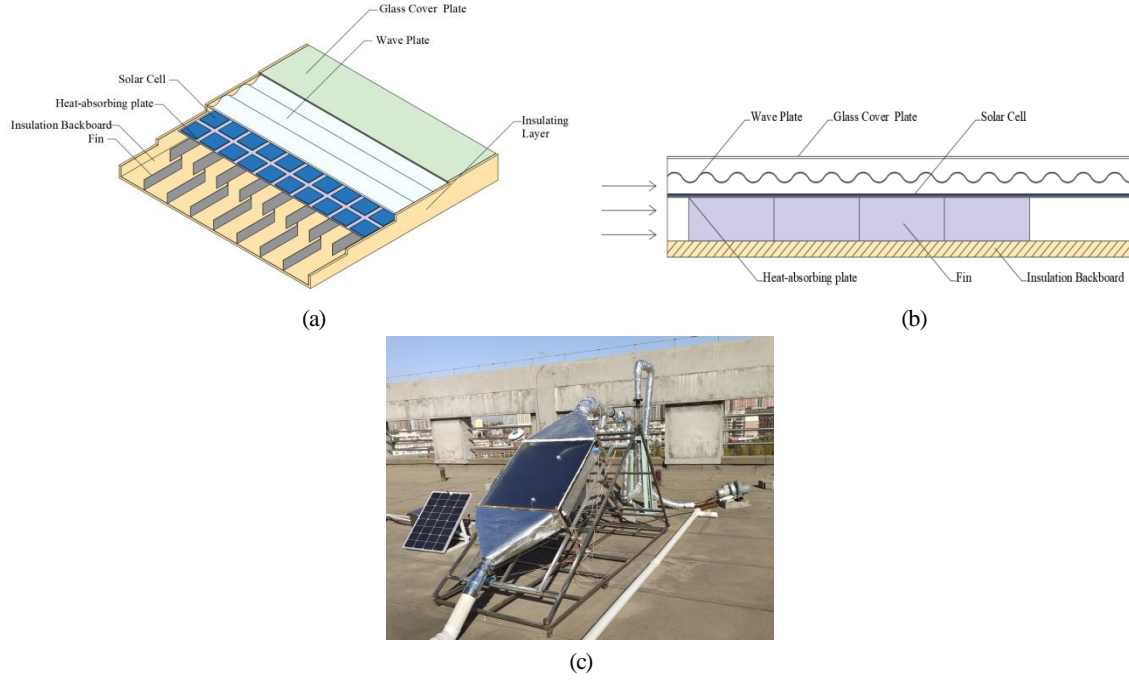 Glass Cover Plate
Wave Plate
Solar Cell
Heat-absorbing plate
Insulation Backboard
Fin
Insulating
Layer
(a)
Wave Plate
Glass Cover Plate
Solar Cell
Heat-absorbing plate
Fin
Insulation Backboard
(b)
(c)